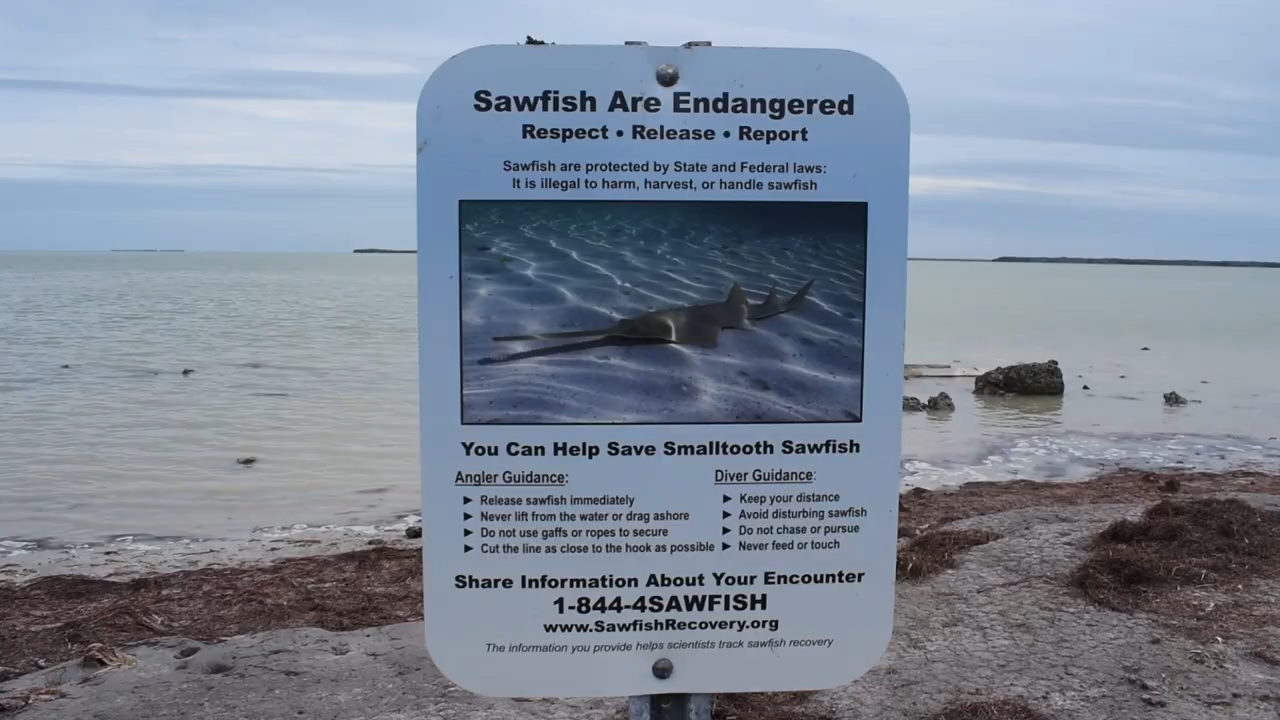 Sawfish Are Endangered
Respect • Release • Report
Sawfish are protected by State and Federal laws:
It is illegal to harm, harvest, or handle sawfish
You Can Help Save Smalltooth Sawfish
Angler Guidance:
► Release sawfish immediately
► Never lift from the water or drag ashore
► Do not use gaffs or ropes to secure
► Cut the line as close to the hook as possible
Diver Guidance:
► Keep your distance
► Avoid disturbing sawfish
► Do not chase or pursue
► Never feed or touch
Share Information About Your Encounter
1-844-4SAWFISH
www.SawfishRecovery.org
The information you provide helps scientists track sawfish recovery